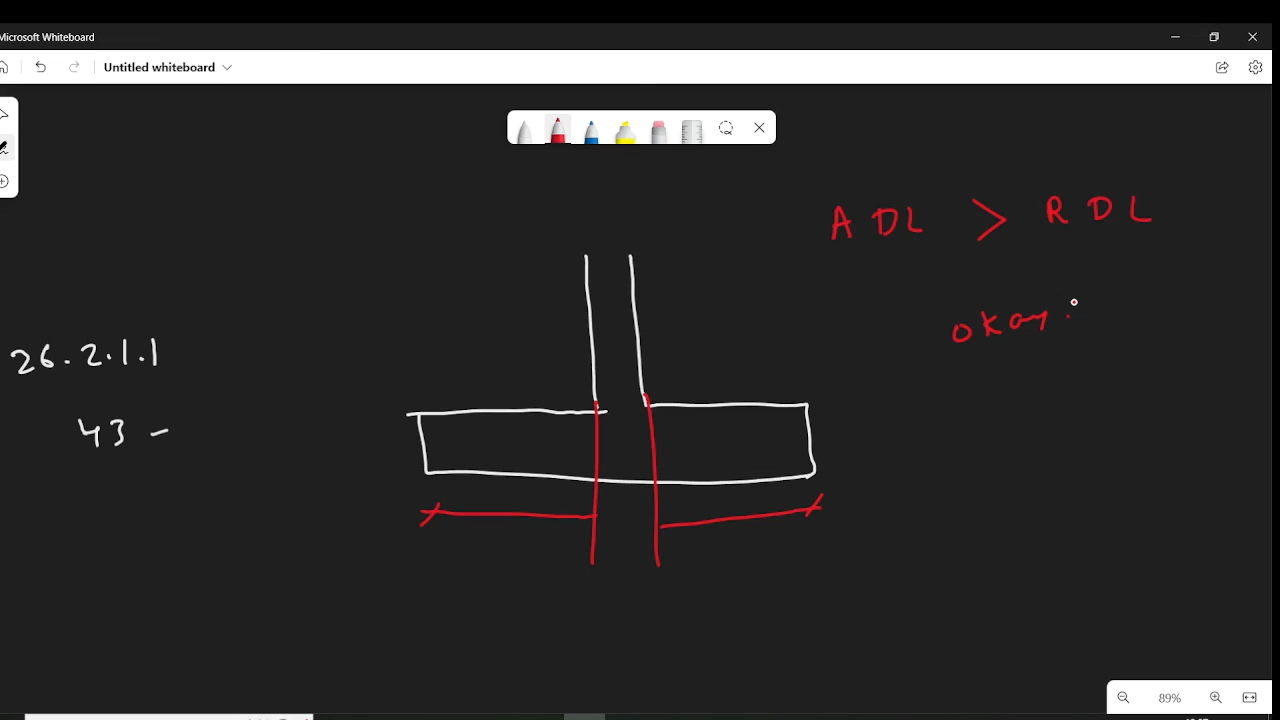 Microsoft Whiteboard
Untitled whiteboard
ADL > RDL
okay.
26.2.1.1
43 -
89%